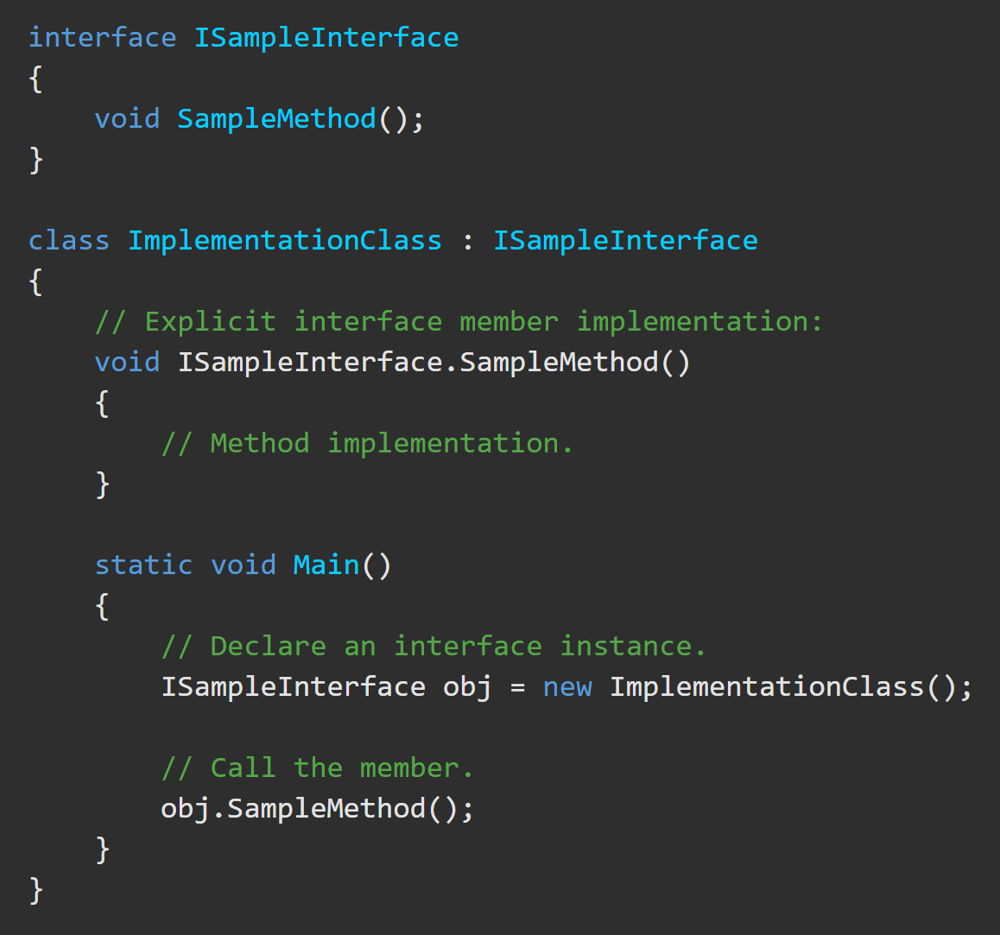 interface ISampleInterface
{
    void SampleMethod();
}

class ImplementationClass : ISampleInterface
{
    // Explicit interface member implementation:
    void ISampleInterface.SampleMethod()
    {
        // Method implementation.
    }

    static void Main()
    {
        // Declare an interface instance.
        ISampleInterface obj = new ImplementationClass();

        // Call the member.
        obj.SampleMethod();
    }
}